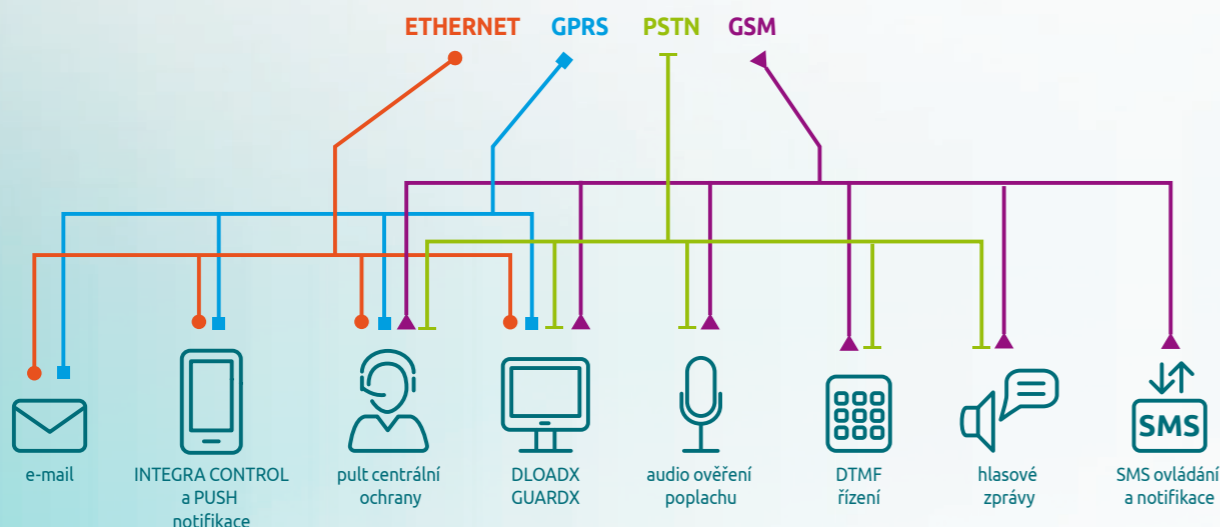 ETHERNET GPRS PSTN GSM
SMS
e-mail
INTEGRA CONTROL
a PUSH
notifikace
pult centrální
ochrany
DLOADX
GUARDX
audio ověření
poplachu
DTMF
řízení
hlasové
zprávy
SMS ovládání
a notifikace